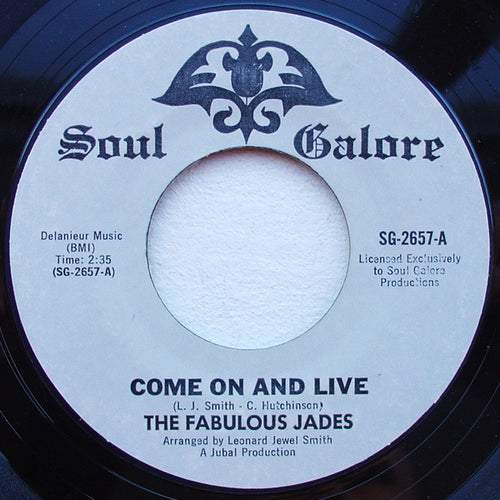 Soul Galore
Delanieur Music
(BMI)
Time: 2:35
(SG-2657-A)
SG-2657-A
Licensed Exclusively
to Soul Galore
Productions
COME ON AND LIVE
(L. J. Smith - C. Hutchinson)
THE FABULOUS JADES
Arranged by Leonard Jewel Smith
A Jubal Production